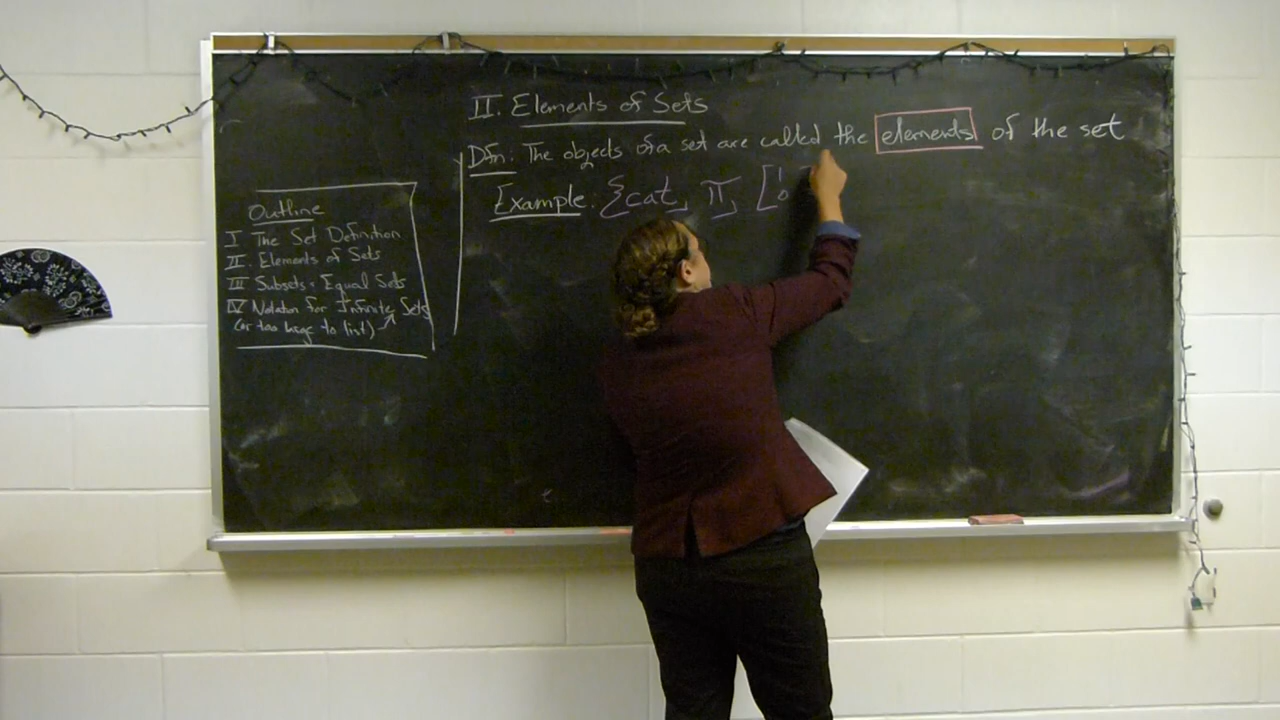 II. Elements of Sets
Dfn: The objects of a set are called the elements of the set
Example: {cat, π, [1 0
Outline
I The Set Definition
II. Elements of Sets
III Subsets + Equal Sets
IV Notation for Infinite Sets
(or too large to list)